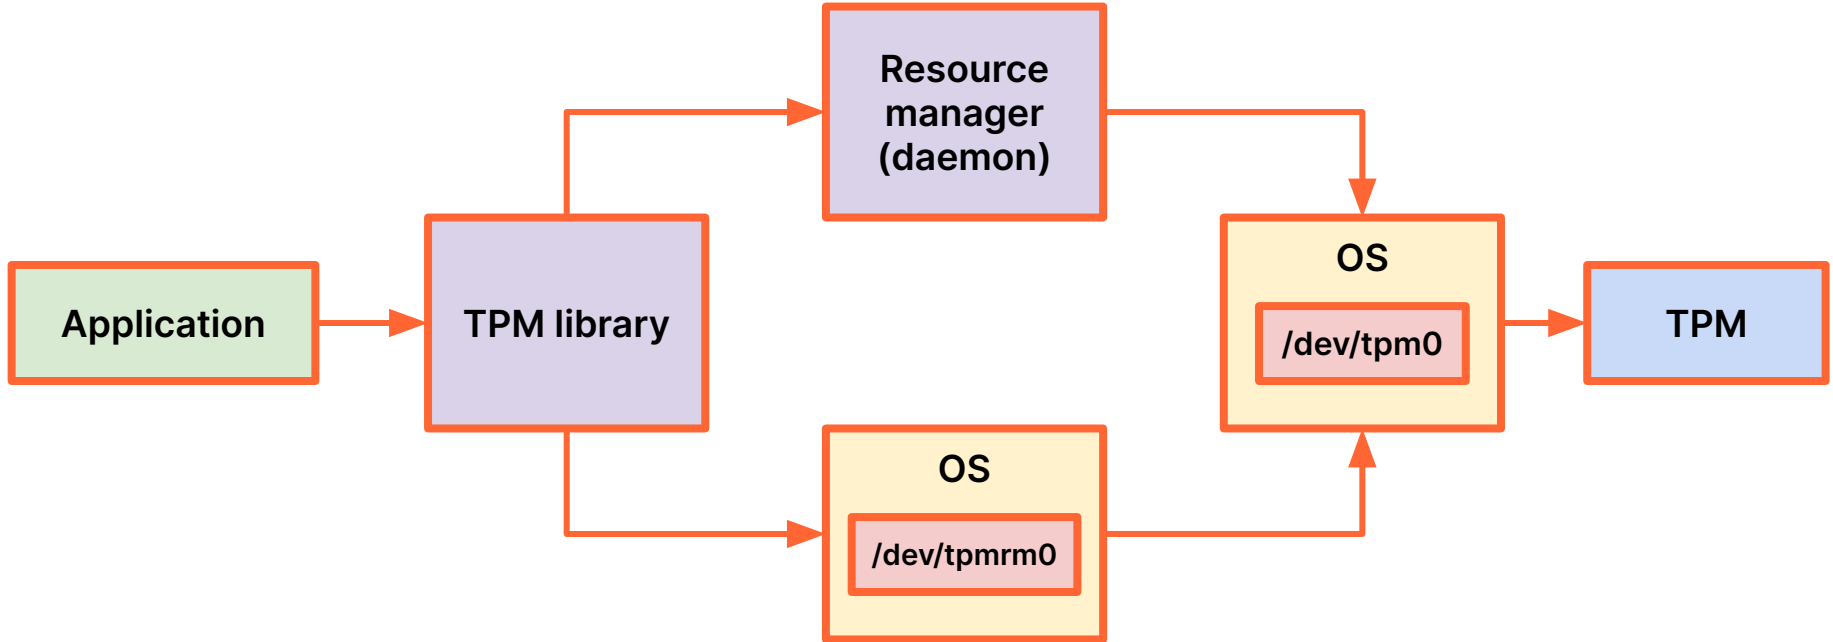 Resource
manager
(daemon)
Application
TPM library
OS
/dev/tpm0
TPM
OS
/dev/tpmrm0